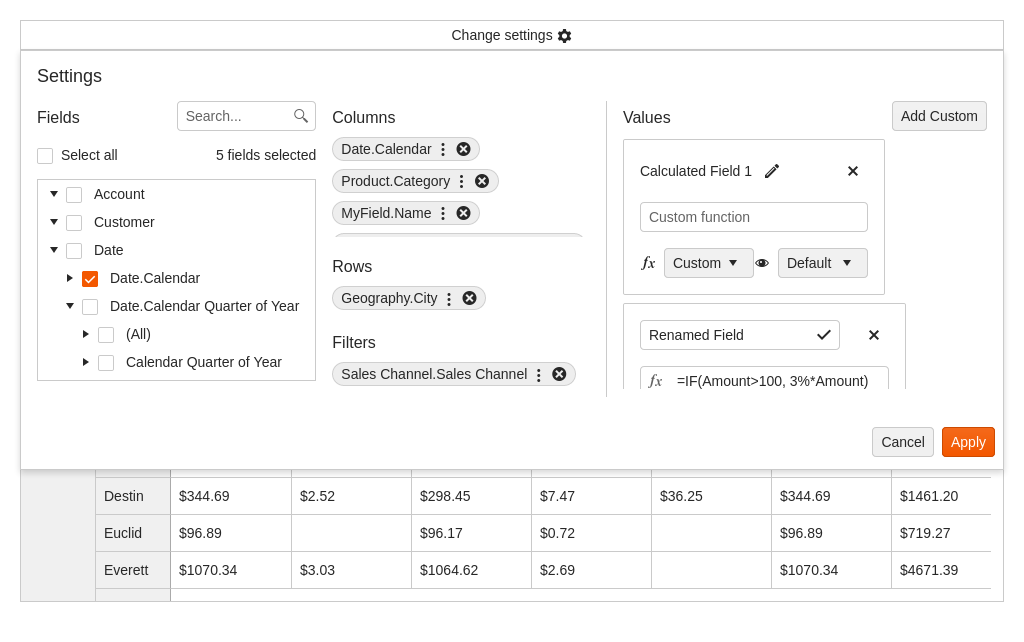 Change settings
Settings
Fields
Search...
Select all
5 fields selected
Account
Customer
Date
Date.Calendar
Date.Calendar Quarter of Year
(All)
Calendar Quarter of Year
Columns
Date.Calendar
Product.Category
MyField.Name
Rows
Geography.City
Filters
Sales Channel.Sales Channel
Values
Add Custom
Calculated Field 1
Custom function
fx Custom Default
Renamed Field
fx =IF(Amount>100, 3%*Amount)
Cancel Apply
Destin $344.69 $2.52 $298.45 $7.47 $36.25 $344.69 $1461.20
Euclid $96.89 $96.17 $0.72 $96.89 $719.27
Everett $1070.34 $3.03 $1064.62 $2.69 $1070.34 $4671.39